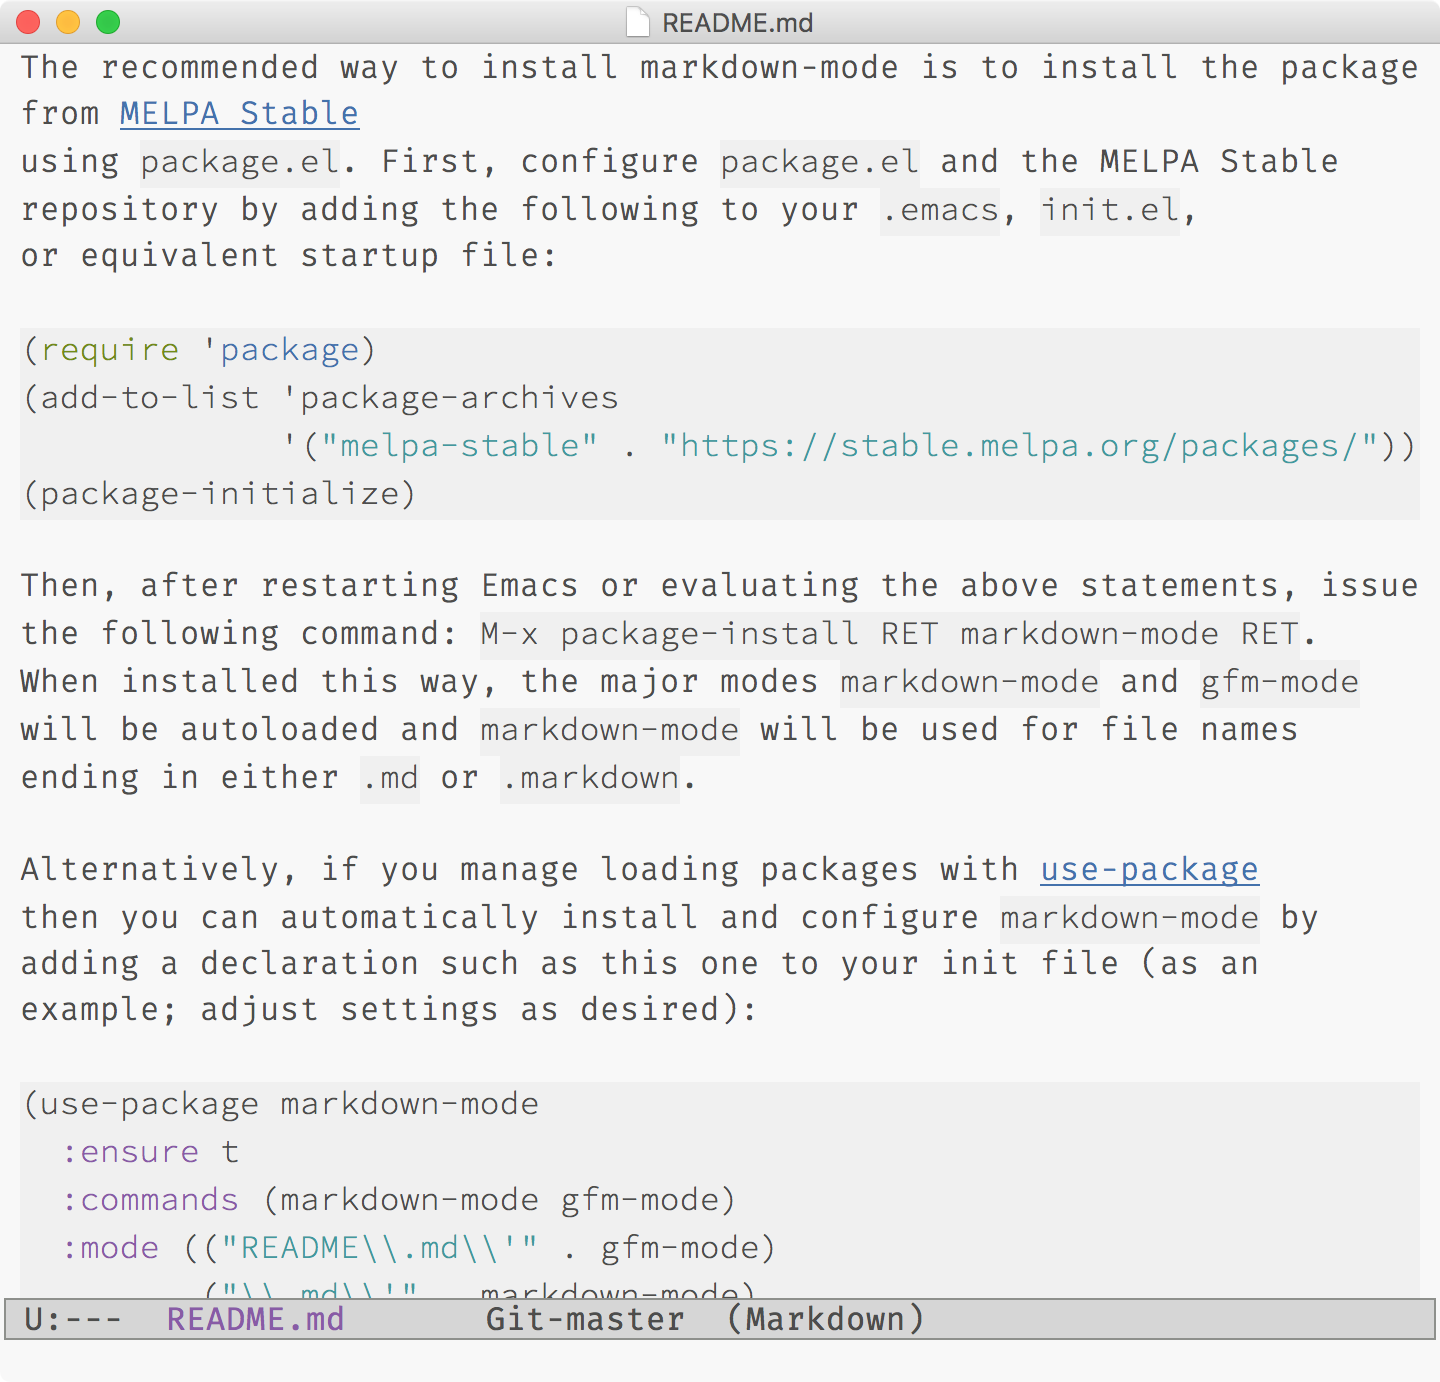 README.md
The recommended way to install markdown-mode is to install the package
from MELPA Stable
using package.el. First, configure package.el and the MELPA Stable
repository by adding the following to your .emacs, init.el,
or equivalent startup file:
(require 'package)
(add-to-list 'package-archives
             '("melpa-stable" . "https://stable.melpa.org/packages/"))
(package-initialize)
Then, after restarting Emacs or evaluating the above statements, issue
the following command: M-x package-install RET markdown-mode RET.
When installed this way, the major modes markdown-mode and gfm-mode
will be autoloaded and markdown-mode will be used for file names
ending in either .md or .markdown.
Alternatively, if you manage loading packages with use-package
then you can automatically install and configure markdown-mode by
adding a declaration such as this one to your init file (as an
example; adjust settings as desired):
(use-package markdown-mode
  :ensure t
  :commands (markdown-mode gfm-mode)
  :mode (("README\\.md\\'" . gfm-mode)
         ("\\.md\\'" . markdown-mode)
U:--- README.md Git-master (Markdown)